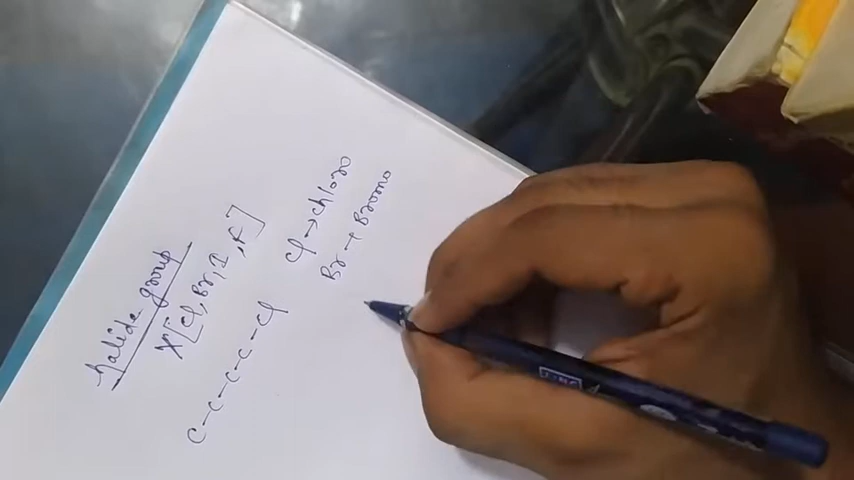 halide group
X[Cl, Br, I, F]
C-C-C-C-Cl
Cl→chloro
Br→Bromo